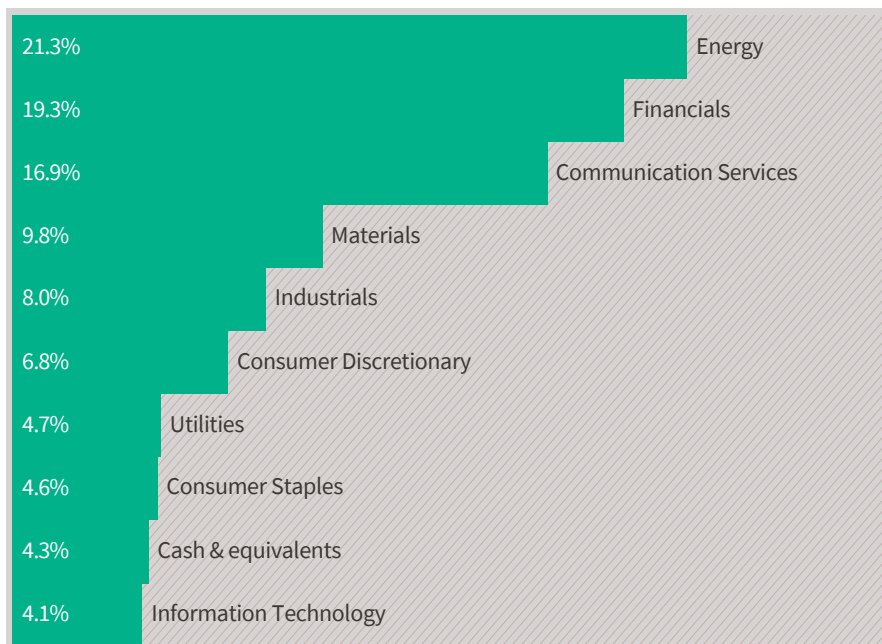 21.3% Energy
19.3% Financials
16.9% Communication Services
9.8% Materials
8.0% Industrials
6.8% Consumer Discretionary
4.7% Utilities
4.6% Consumer Staples
4.3% Cash & equivalents
4.1% Information Technology